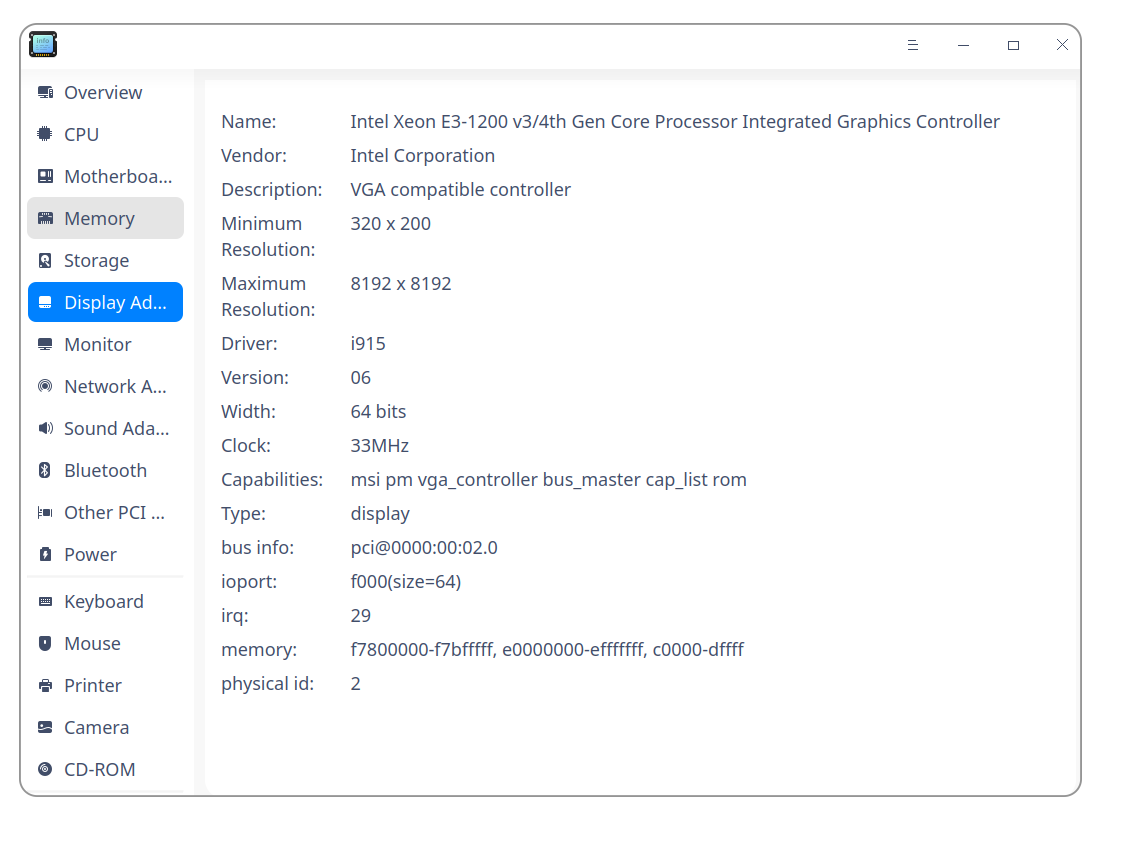 info
Overview
CPU
Motherboa...
Memory
Storage
Display Ad...
Monitor
Network A...
Sound Ada...
Bluetooth
Other PCI ...
Power
Keyboard
Mouse
Printer
Camera
CD-ROM
Name: Intel Xeon E3-1200 v3/4th Gen Core Processor Integrated Graphics Controller
Vendor: Intel Corporation
Description: VGA compatible controller
Minimum 320 x 200
Resolution:
Maximum 8192 x 8192
Resolution:
Driver: i915
Version: 06
Width: 64 bits
Clock: 33MHz
Capabilities: msi pm vga_controller bus_master cap_list rom
Type: display
bus info: pci@0000:00:02.0
ioport: f000(size=64)
irq: 29
memory: f7800000-f7bfffff, e0000000-efffffff, c0000-dffff
physical id: 2